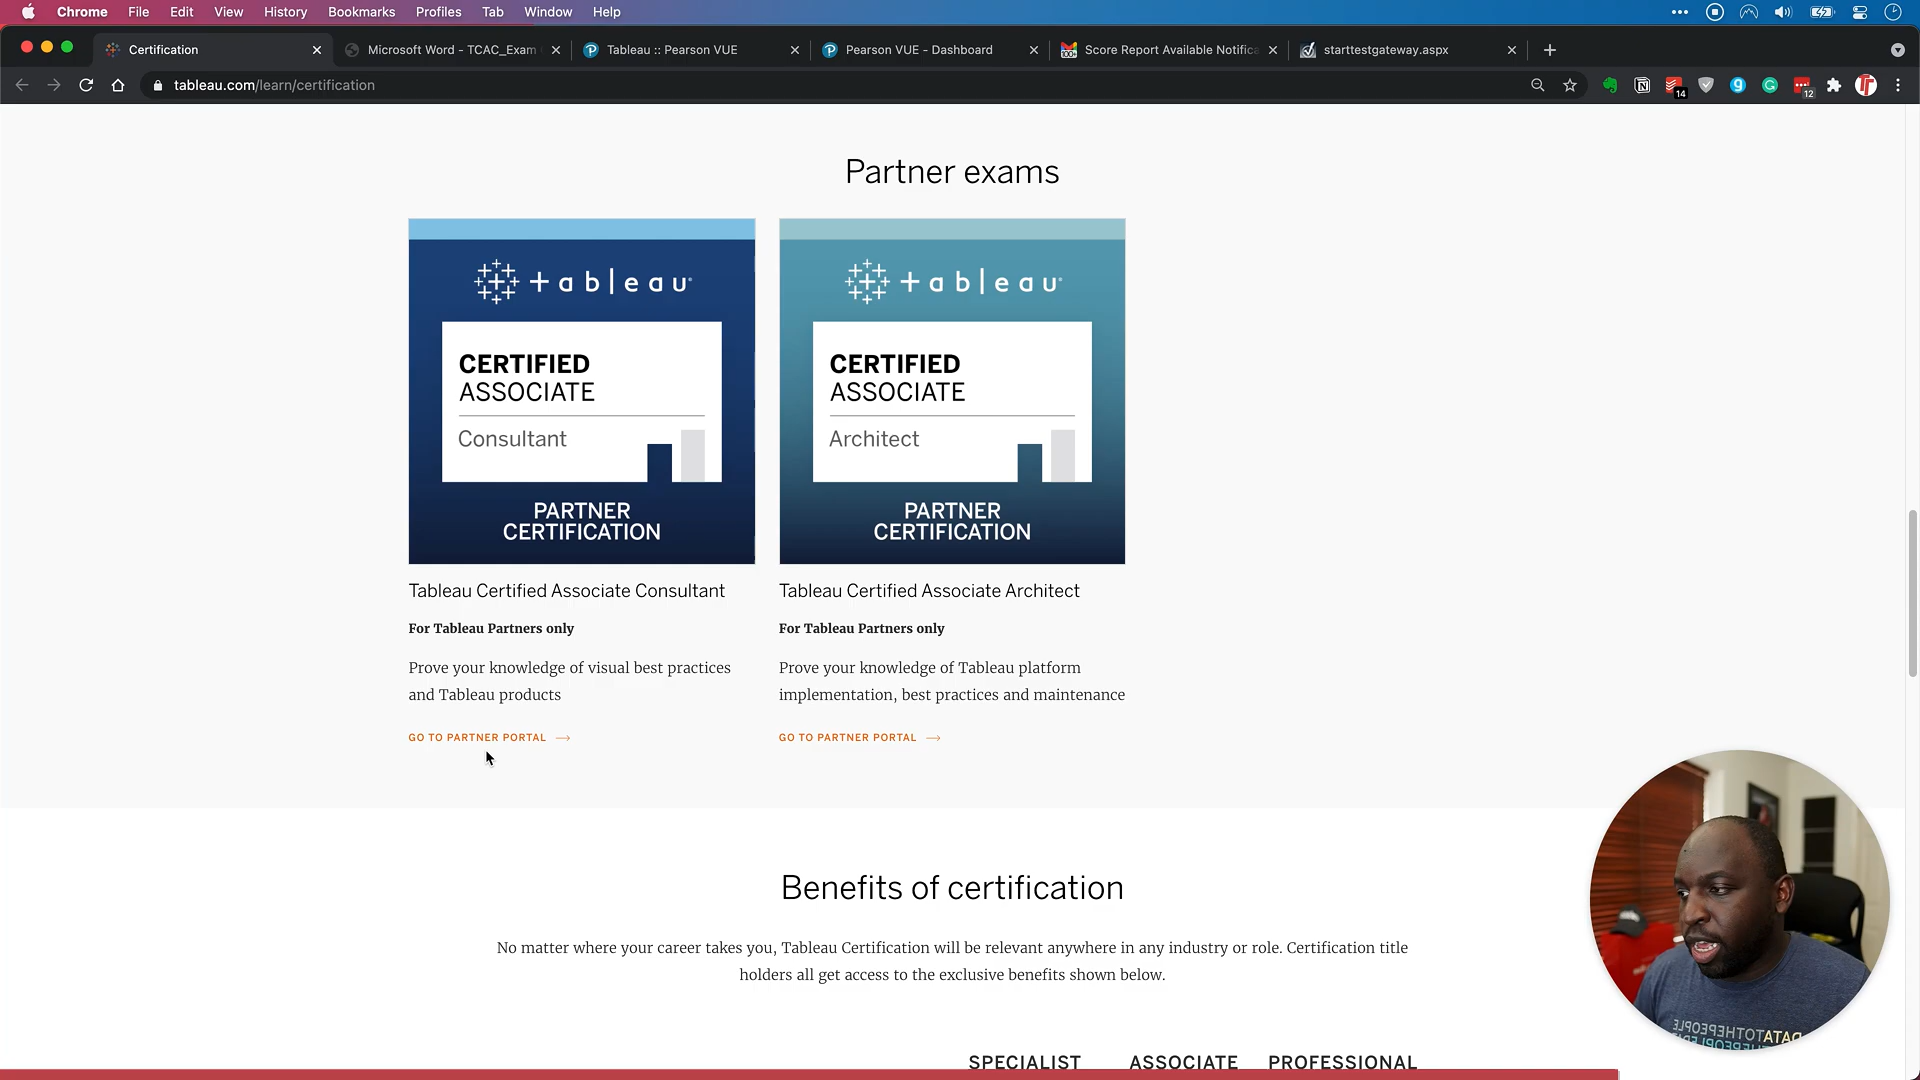 Chrome File Edit View History Bookmarks Profiles Tab Window Help
Certification
Microsoft Word - TCAC_Exam
Tableau :: Pearson VUE
Pearson VUE - Dashboard
Score Report Available Notifica
starttestgateway.aspx
tableau.com/learn/certification
14
12
Partner exams
+ableau
CERTIFIED
ASSOCIATE
Consultant
PARTNER
CERTIFICATION
+ableau
CERTIFIED
ASSOCIATE
Architect
PARTNER
CERTIFICATION
Tableau Certified Associate Consultant
For Tableau Partners only
Prove your knowledge of visual best practices
and Tableau products
GO TO PARTNER PORTAL
Tableau Certified Associate Architect
For Tableau Partners only
Prove your knowledge of Tableau platform
implementation, best practices and maintenance
GO TO PARTNER PORTAL
Benefits of certification
No matter where your career takes you, Tableau Certification will be relevant anywhere in any industry or role. Certification title
holders all get access to the exclusive benefits shown below.
SPECIALIST ASSOCIATE PROFESSIONAL
DATATOTHEPEOPLE